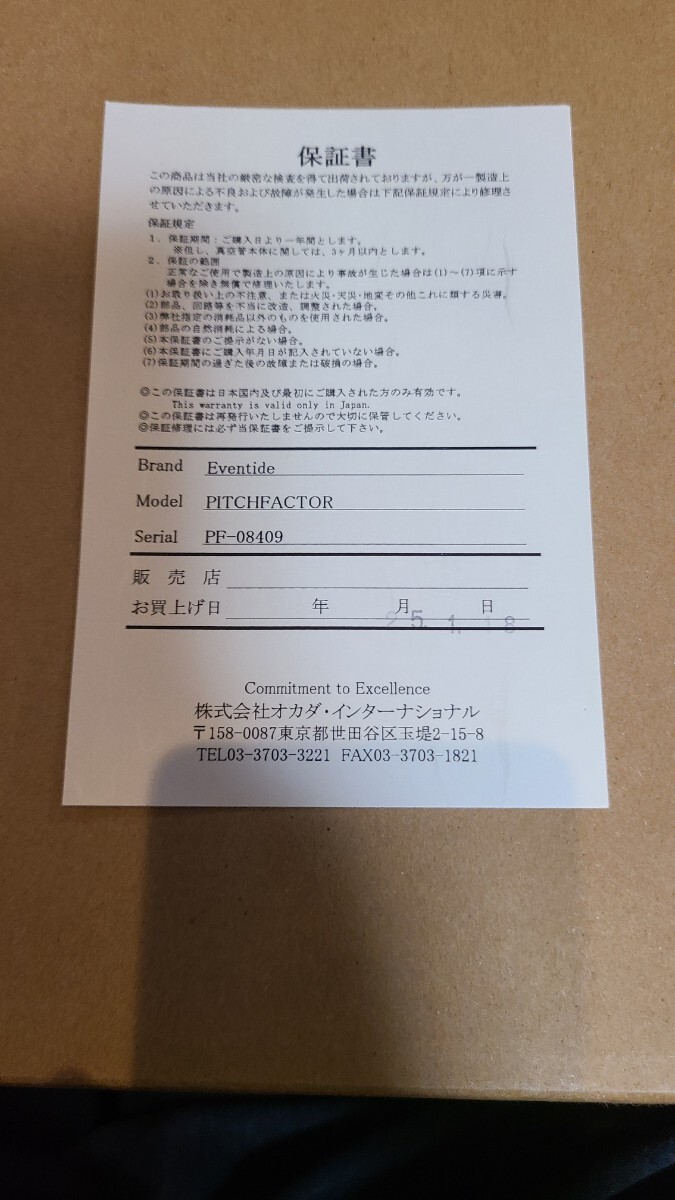 保証書
この商品は当社の厳密な検査を得て出荷されておりますが、万が一製造上
の原因による不良および故障が発生した場合は下記保証規定により修理さ
せていただきます。
保証規定
1. 保証期間：ご購入日より一年間とします。
※但し、真空管本体に関しては、3ヶ月以内とします。
2. 保証の範囲
正常なご使用で製造上の原因により事故が生じた場合は(1)～(7)項に示す
場合を除き無償で修理いたします。
(1)お取り扱い上の不注意、または火災・天災・地変その他これに類する災害。
(2)部品、回路等を不当に改造、調整された場合。
(3)弊社指定の消耗品以外のものを使用された場合。
(4)部品の自然消耗による場合。
(5)本保証書のご提示がない場合。
(6)本保証書にご購入年月日が記入されていない場合。
(7)保証期間の過ぎた後の故障または破損の場合。
◎この保証書は日本国内及び最初にご購入された方のみ有効です。
This warranty is valid only in Japan.
◎この保証書は再発行いたしませんので大切に保管してください。
◎保証修理には必ず当保証書をご提示して下さい。
Brand Eventide
Model PITCHFACTOR
Serial PF-08409
販売店
お買上げ日 年 月 日
25. 1. 18
Commitment to Excellence
株式会社オカダ・インターナショナル
〒158-0087東京都世田谷区玉堤2-15-8
TEL03-3703-3221 FAX03-3703-1821